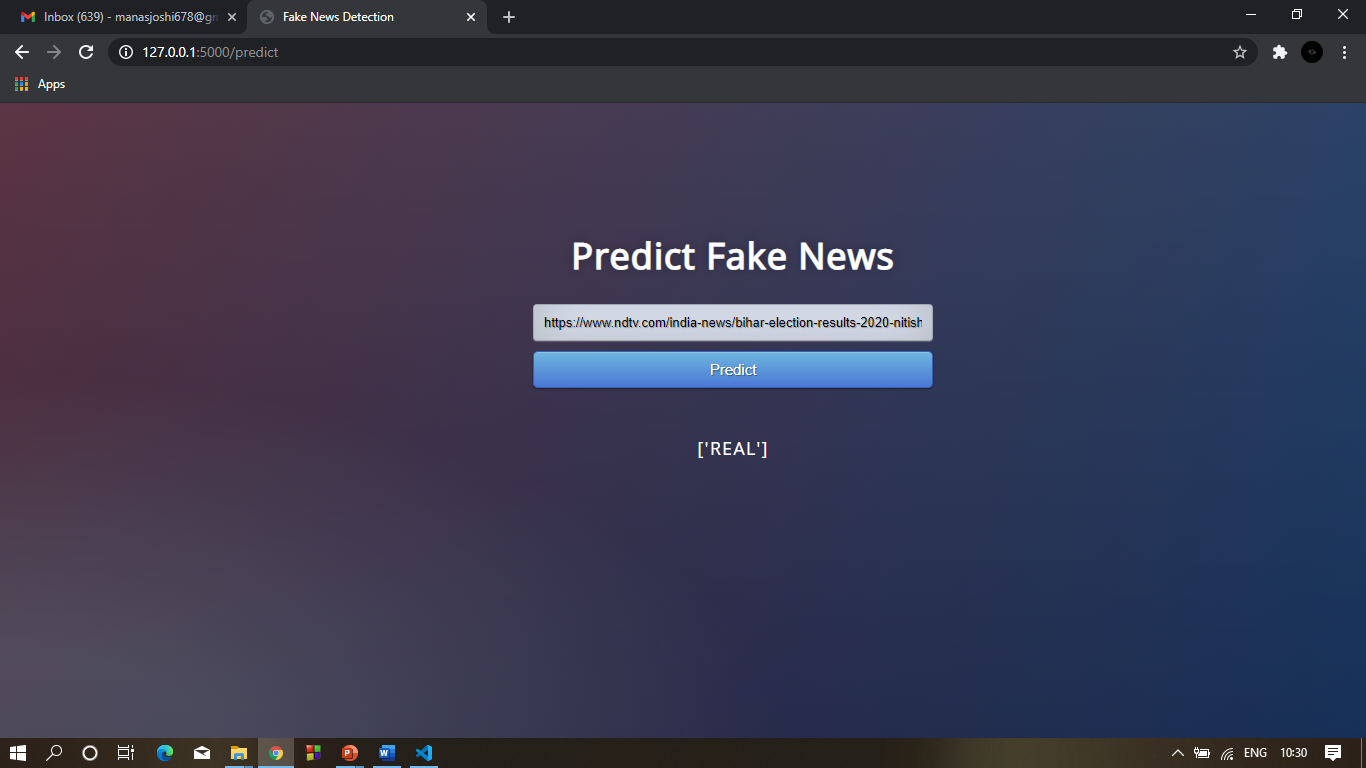 Inbox (639) - manasjoshi678@gm
Fake News Detection
127.0.0.1:5000/predict
Apps
Predict Fake News
https://www.ndtv.com/india-news/bihar-election-results-2020-nitish
Predict
['REAL']
ENG 10:30